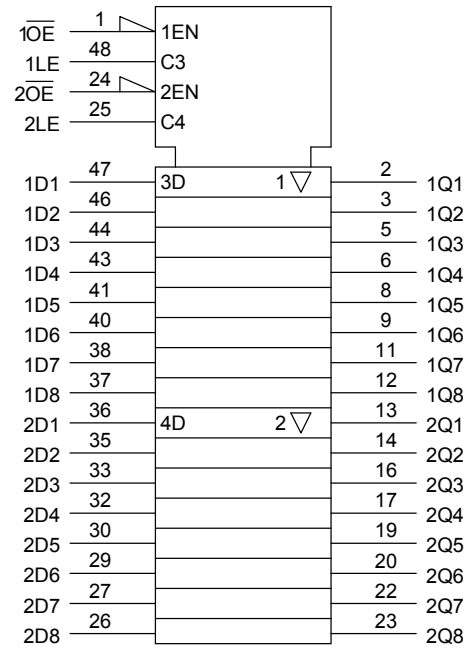 1O̅E̅ 1 1EN
1LE 48 C3
2O̅E̅ 24 2EN
2LE 25 C4
1D1 47 3D 1 ▽ 2 1Q1
1D2 46 3 1Q2
1D3 44 5 1Q3
1D4 43 6 1Q4
1D5 41 8 1Q5
1D6 40 9 1Q6
1D7 38 11 1Q7
1D8 37 12 1Q8
2D1 36 4D 2 ▽ 13 2Q1
2D2 35 14 2Q2
2D3 33 16 2Q3
2D4 32 17 2Q4
2D5 30 19 2Q5
2D6 29 20 2Q6
2D7 27 22 2Q7
2D8 26 23 2Q8